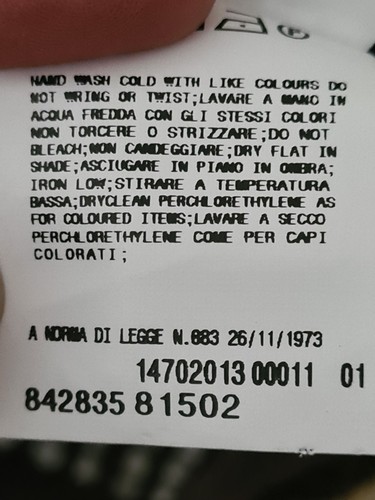 HAND WASH COLD WITH LIKE COLOURS DO
NOT WRING OR TWIST;LAVARE A MANO IN
ACQUA FREDDA CON GLI STESSI COLORI
NON TORCERE O STRIZZARE;DO NOT
BLEACH;NON CANDEGGIARE;DRY FLAT IN
SHADE;ASCIUGARE IN PIANO IN OMBRA;
IRON LOW;STIRARE A TEMPERATURA
BASSA;DRYCLEAN PERCHLORETHYLENE AS
FOR COLOURED ITEMS;LAVARE A SECCO
PERCHLORETHYLENE COME PER CAPI
COLORATI;
A NORMA DI LEGGE N.883 26/11/1973
14702013 00011 01
842835 81502